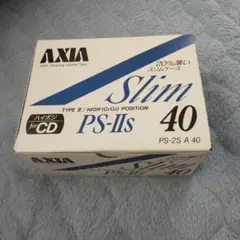 AXIA
20%薄い
スリムケース
Slim
TYPE II/HIGH(CrO2) POSITION
ハイポジ
for CD
PS-IIs
40
PS-2S A 40